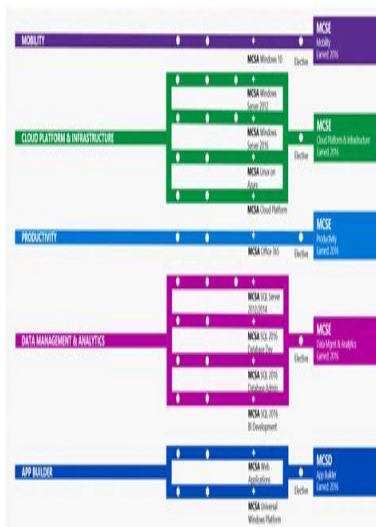 MOBILITY
MCSA Windows 10
Elective
MCSE
Mobility
Earned 2016
CLOUD PLATFORM & INFRASTRUCTURE
MCSA Windows
Server 2012
MCSA Windows
Server 2016
MCSA Linux on
Azure
MCSA Cloud Platform
Elective
MCSE
Cloud Platform & Infrastructure
Earned 2016
PRODUCTIVITY
MCSA Office 365
Elective
MCSE
Productivity
Earned 2016
DATA MANAGEMENT & ANALYTICS
MCSA SQL Server
2012/2014
MCSA SQL 2016
Database Dev
MCSA SQL 2016
Database Admin
MCSA SQL 2016
BI Development
Elective
MCSE
Data Mgmt & Analytics
Earned 2016
APP BUILDER
MCSA Web
Applications
MCSA Universal
Windows Platform
Elective
MCSD
App Builder
Earned 2016